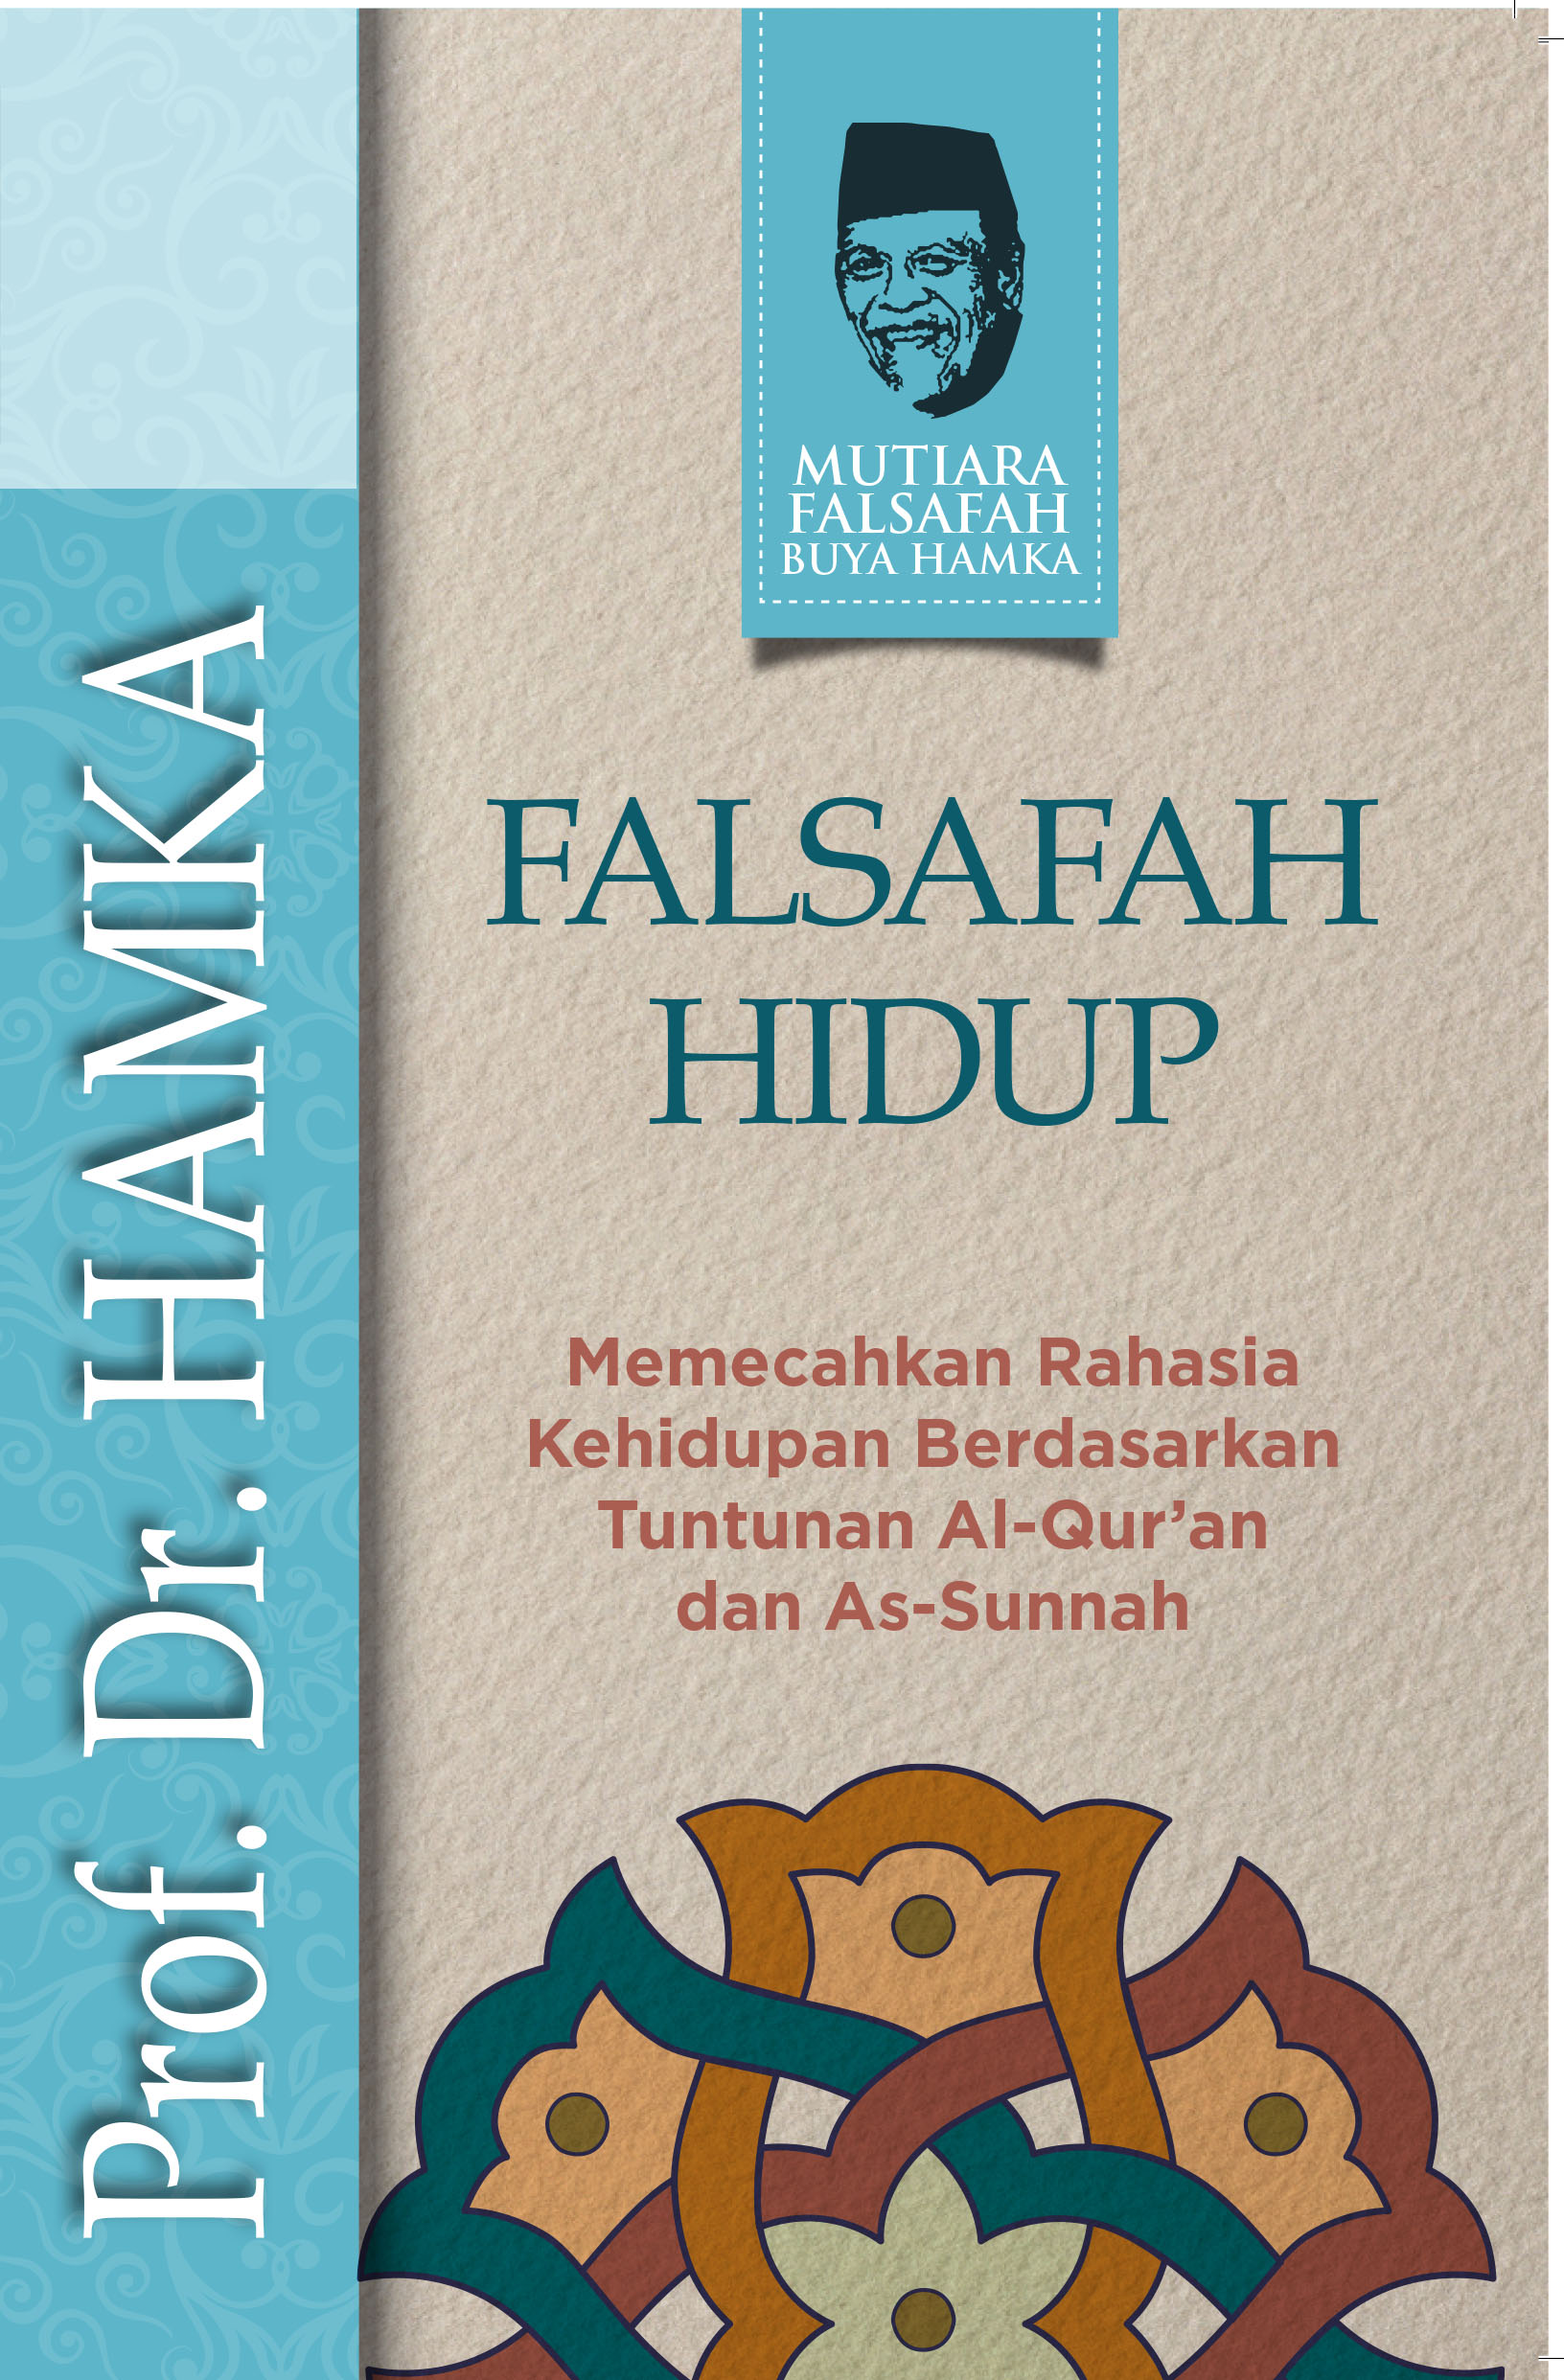 Prof. Dr. HAMKA
MUTIARA
FALSAFAH
BUYA HAMKA
FALSAFAH
HIDUP
Memecahkan Rahasia
Kehidupan Berdasarkan
Tuntunan Al-Qur’an
dan As-Sunnah